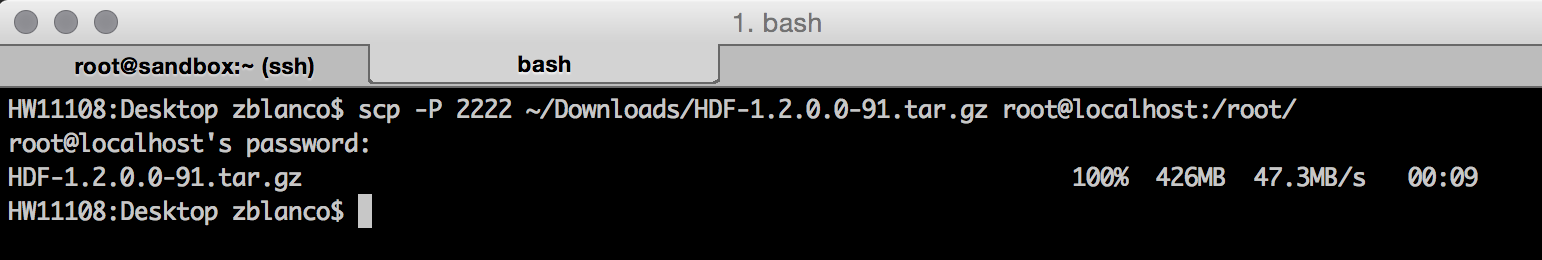 1. bash
root@sandbox:~ (ssh) bash
HW11108:Desktop zblanco$ scp -P 2222 ~/Downloads/HDF-1.2.0.0-91.tar.gz root@localhost:/root/
root@localhost's password:
HDF-1.2.0.0-91.tar.gz 100% 426MB 47.3MB/s 00:09
HW11108:Desktop zblanco$